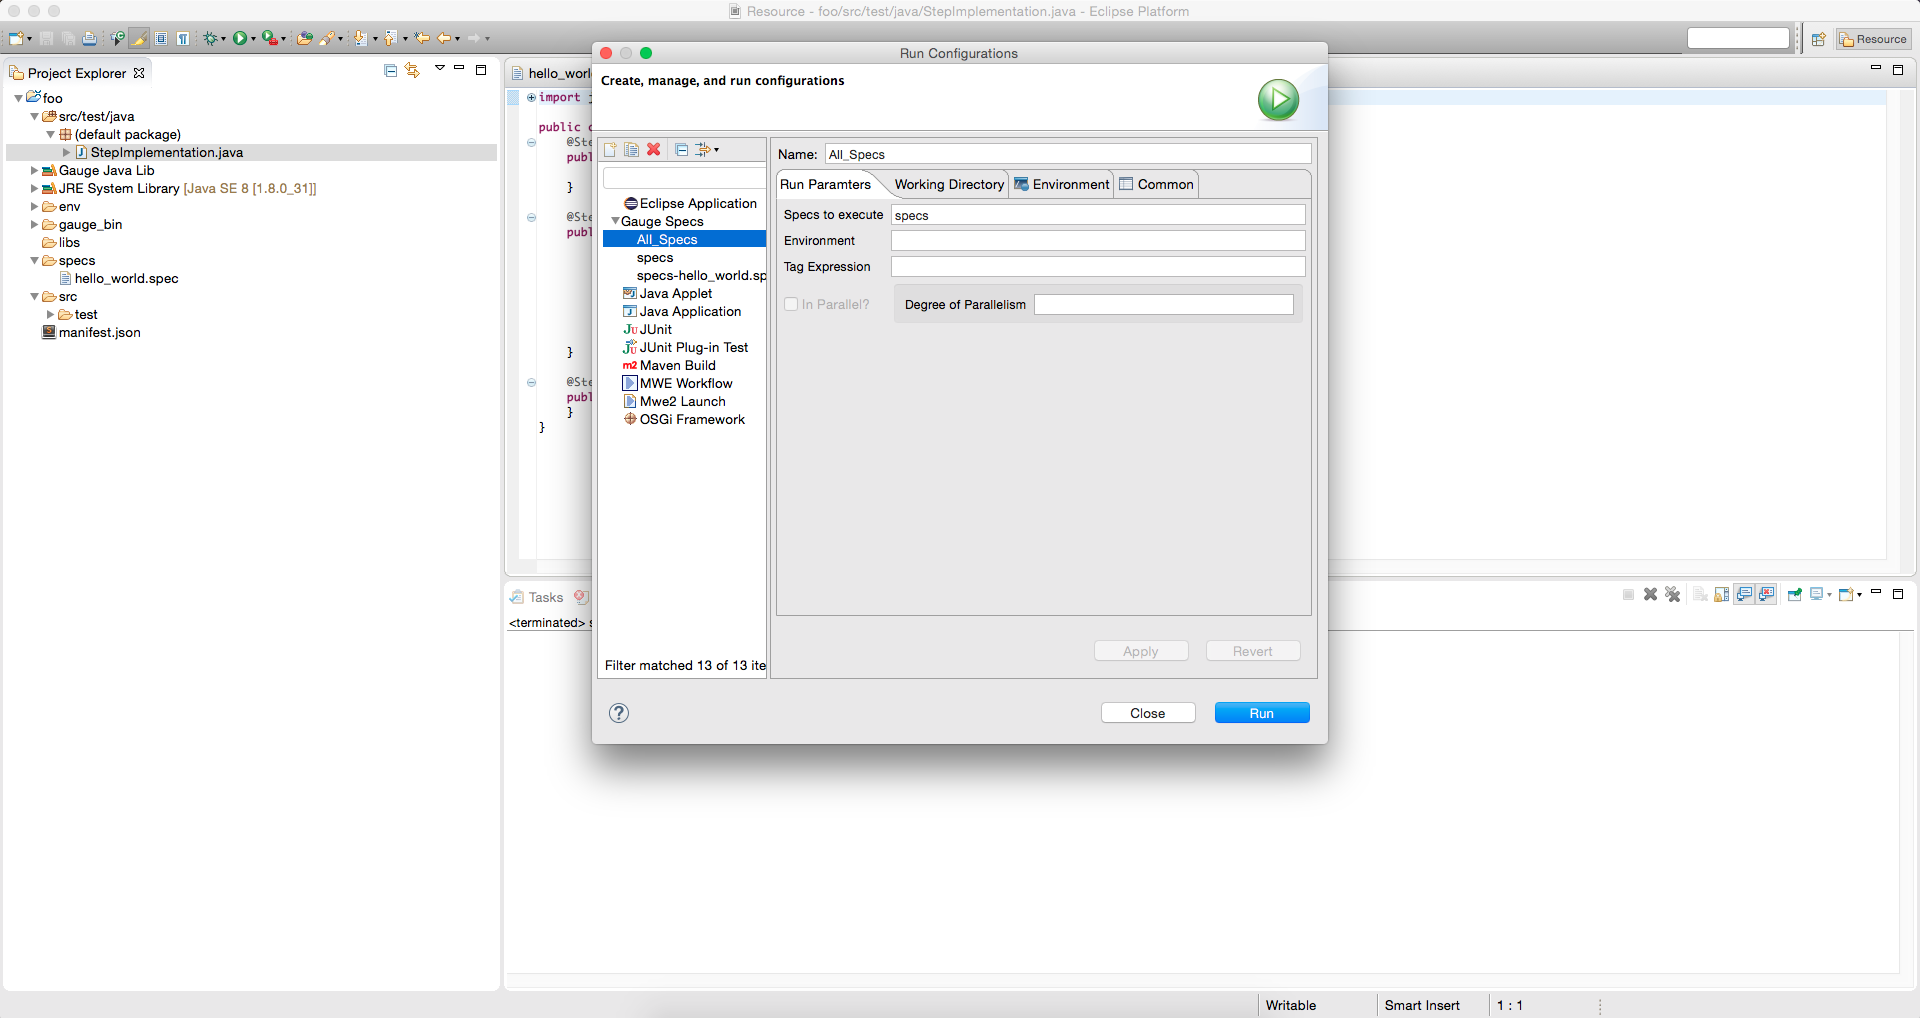 Resource - foo/src/test/java/StepImplementation.java - Eclipse Platform
Resource
Project Explorer
foo
src/test/java
(default package)
StepImplementation.java
Gauge Java Lib
JRE System Library [Java SE 8 [1.8.0_31]]
env
gauge_bin
libs
specs
hello_world.spec
src
test
manifest.json
hello_worl
import j
public c
@Ste
publ
}
@Ste
publ
}
@Ste
publ
}
}
Run Configurations
Create, manage, and run configurations
Eclipse Application
Gauge Specs
All_Specs
specs
specs-hello_world.sp
Java Applet
Java Application
JUnit
JUnit Plug-in Test
Maven Build
MWE Workflow
Mwe2 Launch
OSGi Framework
Filter matched 13 of 13 ite
Name: All_Specs
Run Paramters Working Directory Environment Common
Specs to execute specs
Environment
Tag Expression
In Parallel? Degree of Parallelism
Apply Revert
Close Run
Tasks
<terminated> s
Writable Smart Insert 1 : 1